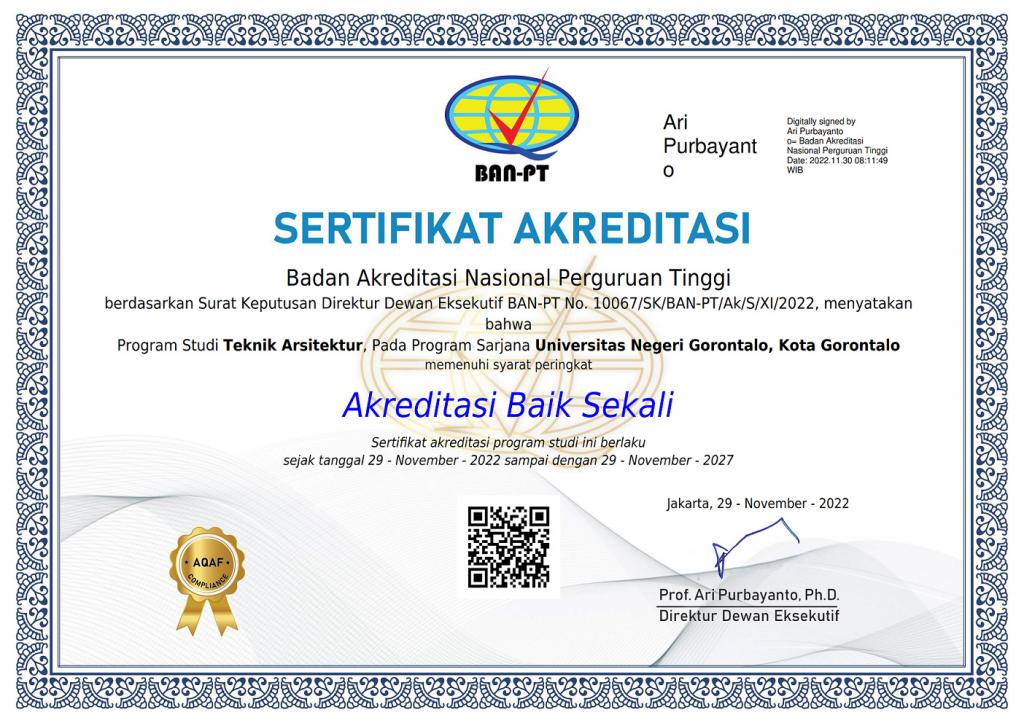 BAN-PT
Ari
Purbayant
o
Digitally signed by
Ari Purbayanto
o= Badan Akreditasi
Nasional Perguruan Tinggi
Date: 2022.11.30 08:11:49
WIB
SERTIFIKAT AKREDITASI
Badan Akreditasi Nasional Perguruan Tinggi
berdasarkan Surat Keputusan Direktur Dewan Eksekutif BAN-PT No. 10067/SK/BAN-PT/Ak/S/XI/2022, menyatakan
bahwa
Program Studi Teknik Arsitektur, Pada Program Sarjana Universitas Negeri Gorontalo, Kota Gorontalo
memenuhi syarat peringkat
Akreditasi Baik Sekali
Sertifikat akreditasi program studi ini berlaku
sejak tanggal 29 - November - 2022 sampai dengan 29 - November - 2027
Jakarta, 29 - November - 2022
AQAF
COMPLIANCE
Prof. Ari Purbayanto, Ph.D.
Direktur Dewan Eksekutif